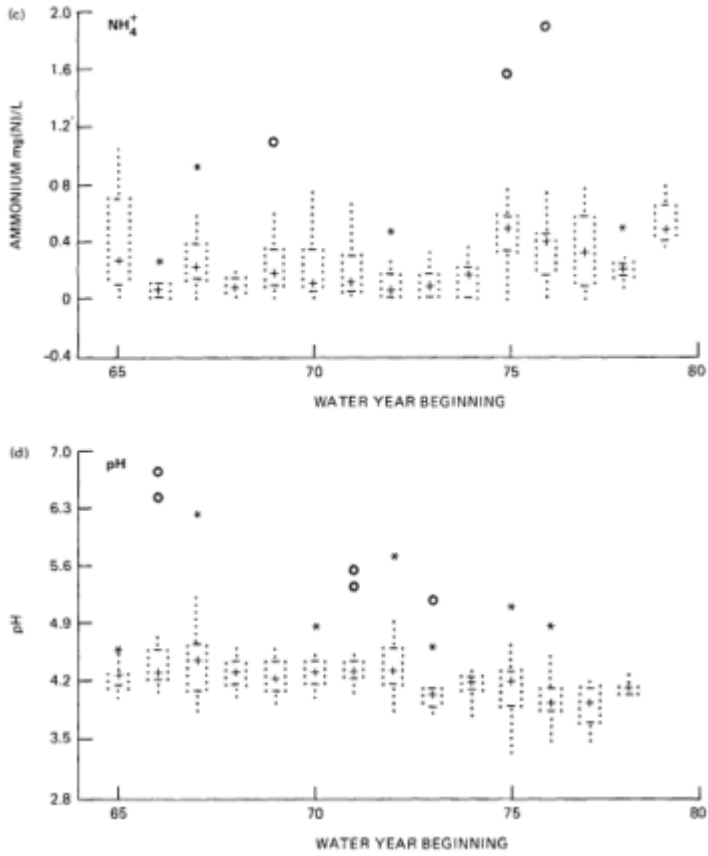 (c)
NH₄⁺
2.0
1.6
1.2
0.8
0.4
0
-0.4
AMMONIUM mg(N)/L
65 70 75 80
WATER YEAR BEGINNING
(d)
pH
7.0
6.3
5.6
4.9
4.2
3.5
2.8
pH
65 70 75 80
WATER YEAR BEGINNING